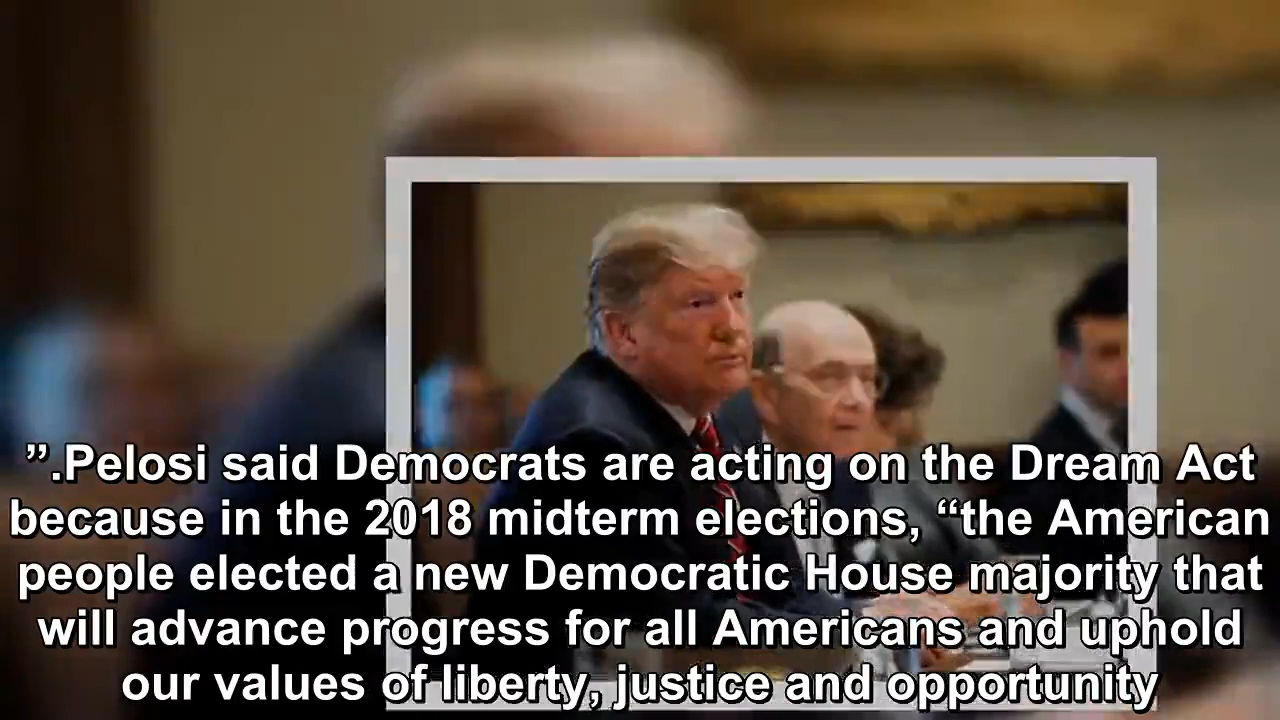 ”.Pelosi said Democrats are acting on the Dream Act
because in the 2018 midterm elections, “the American
people elected a new Democratic House majority that
will advance progress for all Americans and uphold
our values of liberty, justice and opportunity